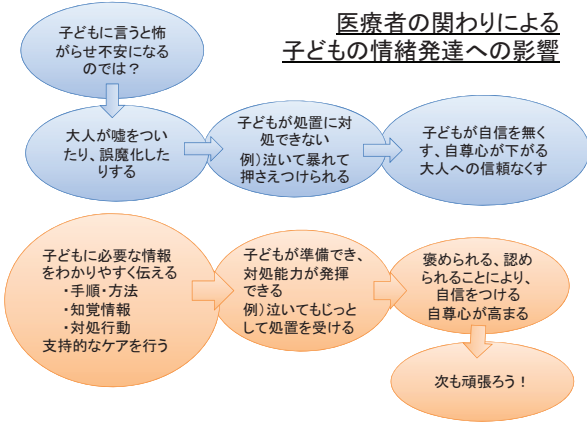 医療者の関わりによる
子どもの情緒発達への影響
子どもに言うと怖
がらせ不安になる
のでは？
大人が嘘をつい
たり、誤魔化した
りする
子どもが処置に対
処できない
例)泣いて暴れて
押さえつけられる
子どもが自信を無く
す、自尊心が下がる
大人への信頼なくす
子どもに必要な情報
をわかりやすく伝える
・手順・方法
・知覚情報
・対処行動
支持的なケアを行う
子どもが準備でき、
対処能力が発揮
できる
例)泣いてもじっと
して処置を受ける
褒められる、認め
られることにより、
自信をつける
自尊心が高まる
次も頑張ろう！